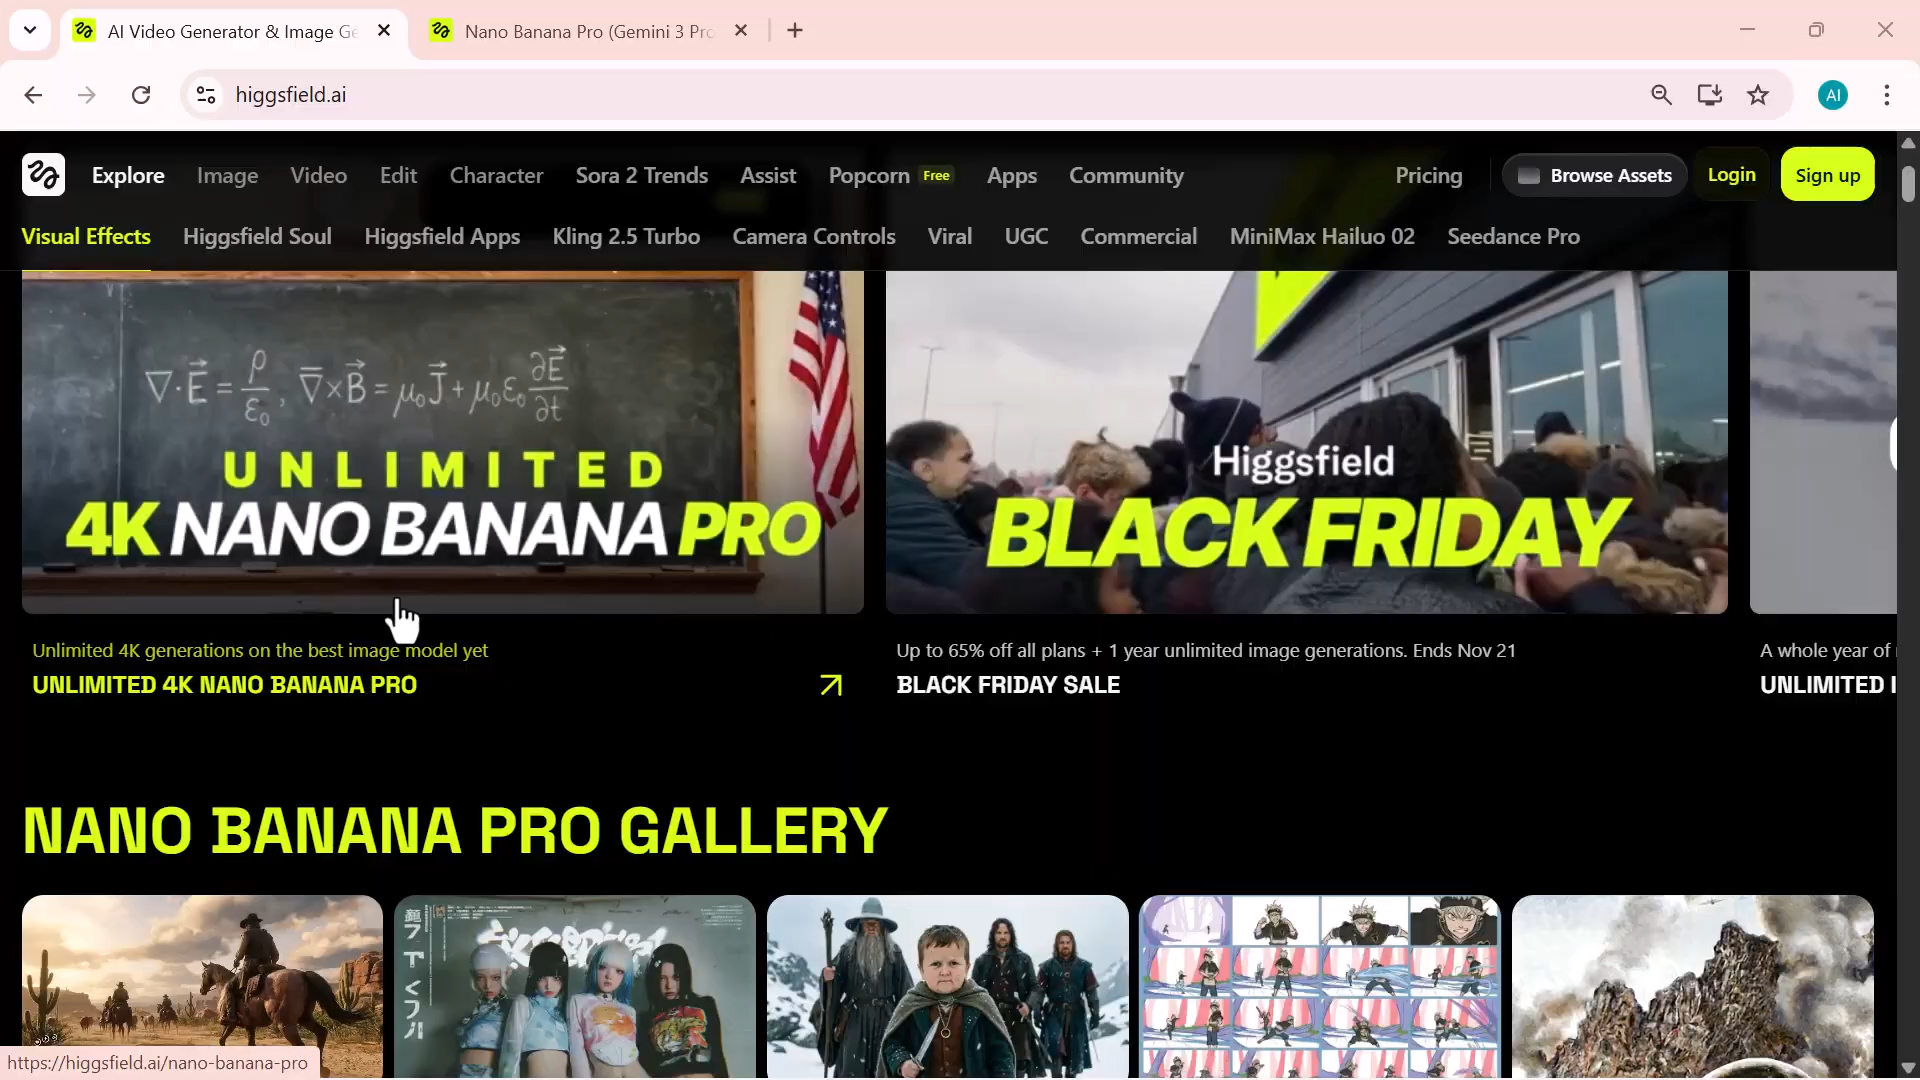 AI Video Generator & Image Ge
Nano Banana Pro (Gemini 3 Pro
higgsfield.ai
AI
Explore Image Video Edit Character Sora 2 Trends Assist Popcorn Free Apps Community Pricing Browse Assets Login Sign up
Visual Effects Higgsfield Soul Higgsfield Apps Kling 2.5 Turbo Camera Controls Viral UGC Commercial MiniMax Hailuo 02 Seedance Pro
∇·E⃗ = ρ/ε₀, ∇×B⃗ = μ₀J⃗ + μ₀ε₀ ∂E⃗/∂t
UNLIMITED
4K NANO BANANA PRO
Higgsfield
BLACK FRIDAY
Unlimited 4K generations on the best image model yet
UNLIMITED 4K NANO BANANA PRO
Up to 65% off all plans + 1 year unlimited image generations. Ends Nov 21
BLACK FRIDAY SALE
A whole year of
UNLIMITED
NANO BANANA PRO GALLERY
https://higgsfield.ai/nano-banana-pro